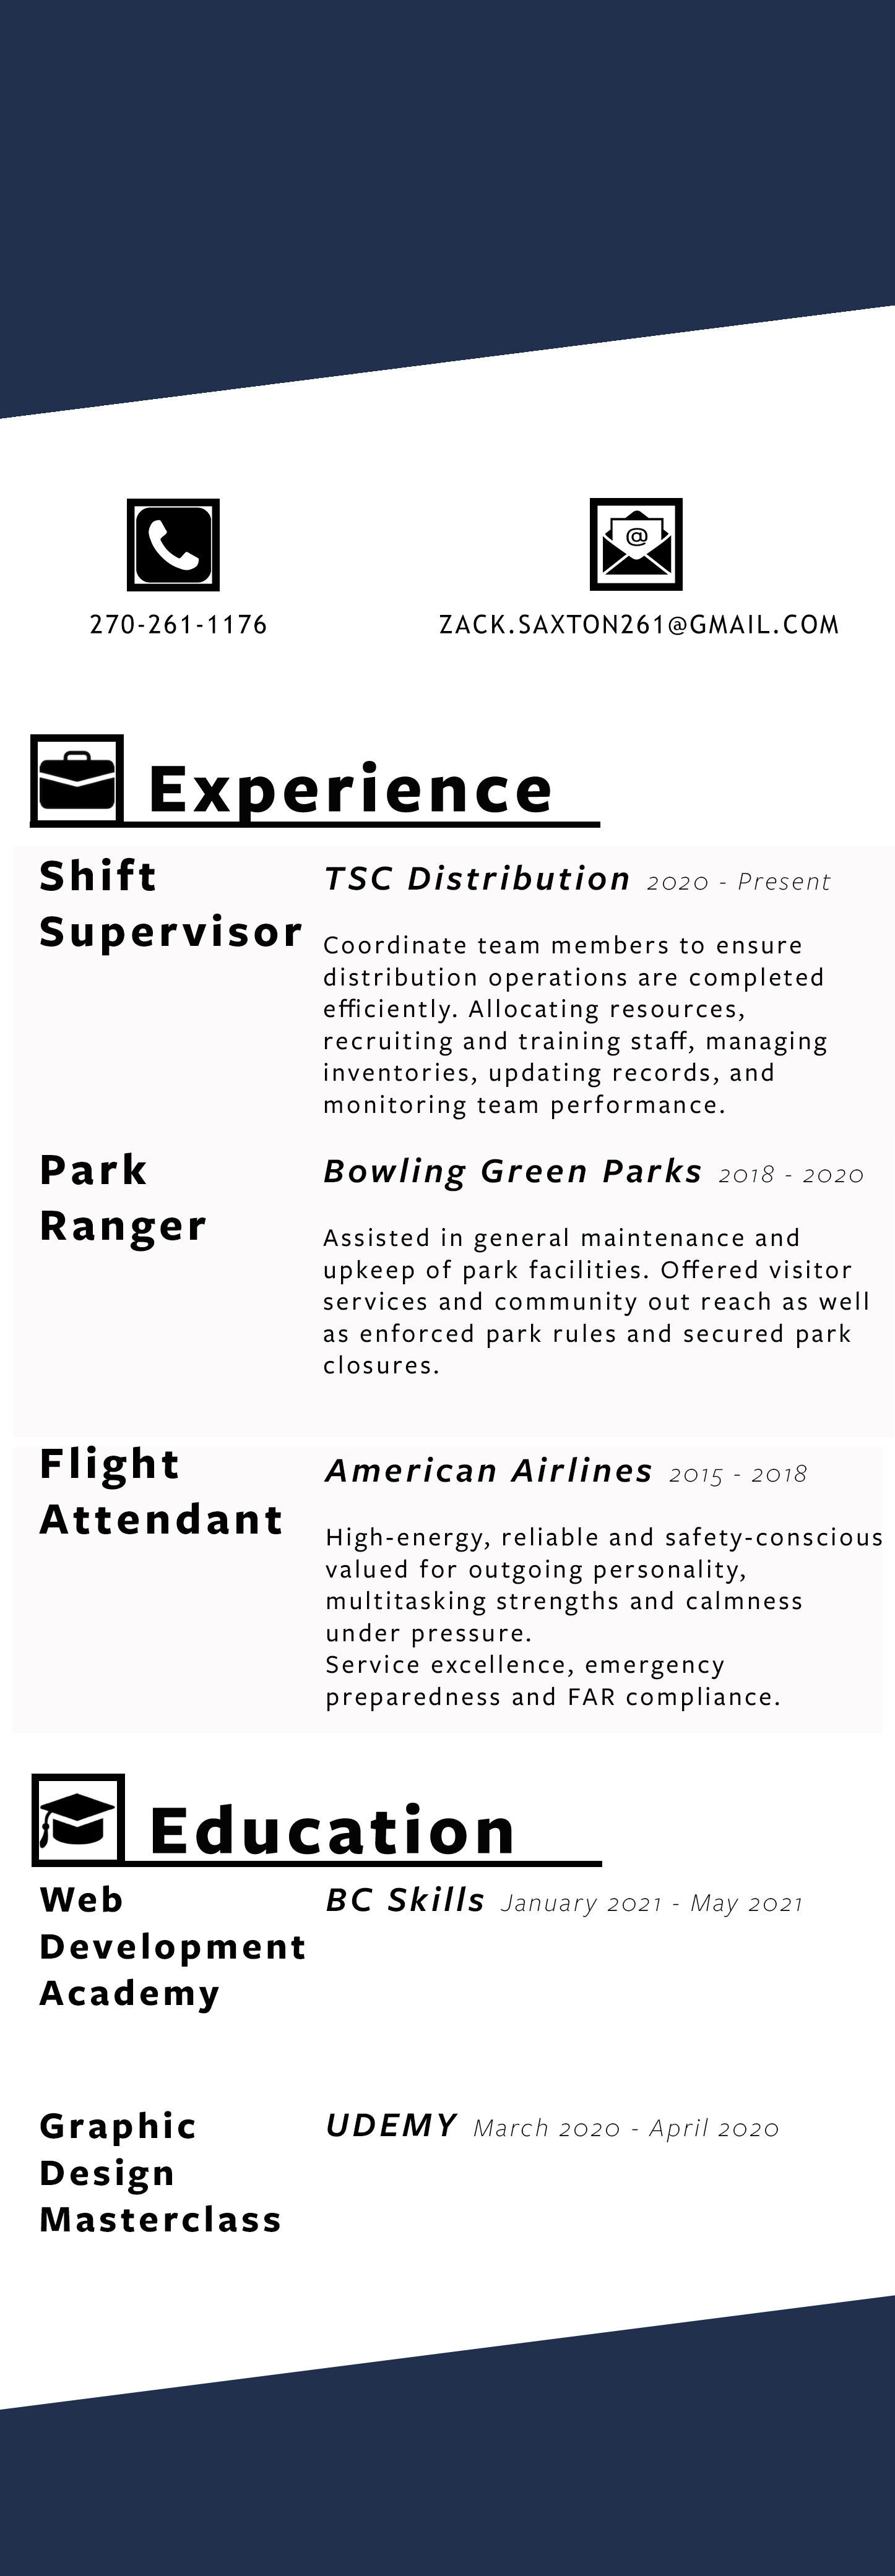 270-261-1176
ZACK.SAXTON261@GMAIL.COM
Experience
Shift
Supervisor
TSC Distribution 2020 - Present
Coordinate team members to ensure
distribution operations are completed
efficiently. Allocating resources,
recruiting and training staff, managing
inventories, updating records, and
monitoring team performance.
Park
Ranger
Bowling Green Parks 2018 - 2020
Assisted in general maintenance and
upkeep of park facilities. Offered visitor
services and community out reach as well
as enforced park rules and secured park
closures.
Flight
Attendant
American Airlines 2015 - 2018
High-energy, reliable and safety-conscious
valued for outgoing personality,
multitasking strengths and calmness
under pressure.
Service excellence, emergency
preparedness and FAR compliance.
Education
Web
Development
Academy
BC Skills January 2021 - May 2021
Graphic
Design
Masterclass
UDEMY March 2020 - April 2020